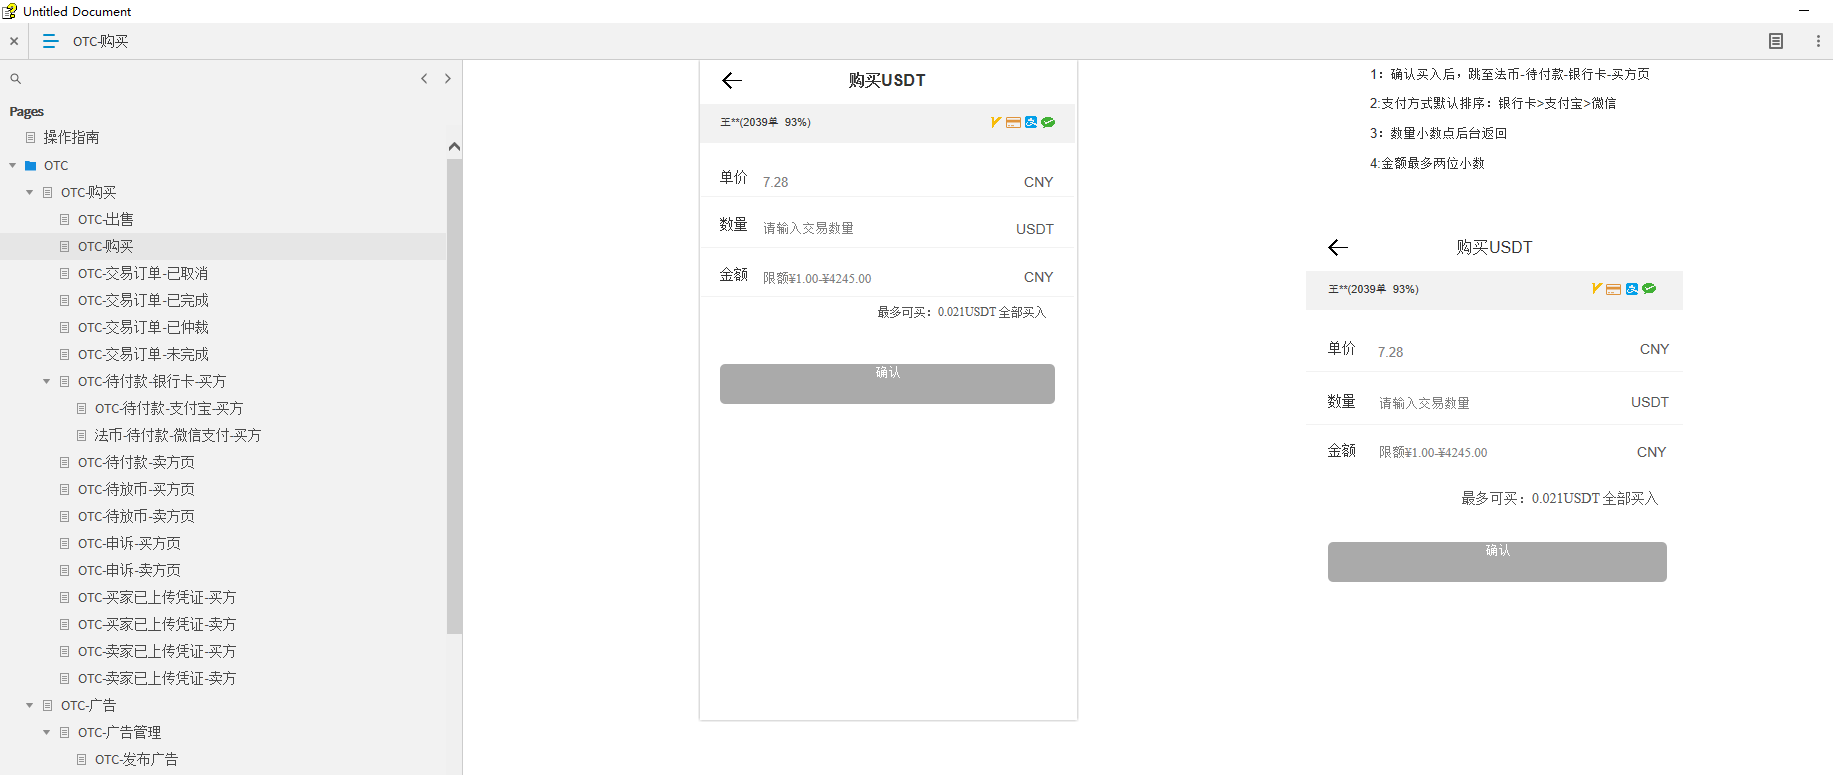 Untitled Document
OTC-购买
Pages
操作指南
OTC
OTC-购买
OTC-出售
OTC-购买
OTC-交易订单-已取消
OTC-交易订单-已完成
OTC-交易订单-已仲裁
OTC-交易订单-未完成
OTC-待付款-银行卡-买方
OTC-待付款-支付宝-买方
法币-待付款-微信支付-买方
OTC-待付款-卖方页
OTC-待放币-买方页
OTC-待放币-卖方页
OTC-申诉-买方页
OTC-申诉-卖方页
OTC-买家已上传凭证-买方
OTC-买家已上传凭证-卖方
OTC-卖家已上传凭证-买方
OTC-卖家已上传凭证-卖方
OTC-广告
OTC-广告管理
OTC-发布广告
购买USDT
王**(2039单 93%)
单价 7.28 CNY
数量 请输入交易数量 USDT
金额 限额¥1.00-¥4245.00 CNY
最多可买：0.021USDT 全部买入
确认
1：确认买入后，跳至法币-待付款-银行卡-买方页
2:支付方式默认排序：银行卡>支付宝>微信
3：数量小数点后台返回
4:金额最多两位小数
购买USDT
王**(2039单 93%)
单价 7.28 CNY
数量 请输入交易数量 USDT
金额 限额¥1.00-¥4245.00 CNY
最多可买：0.021USDT 全部买入
确认